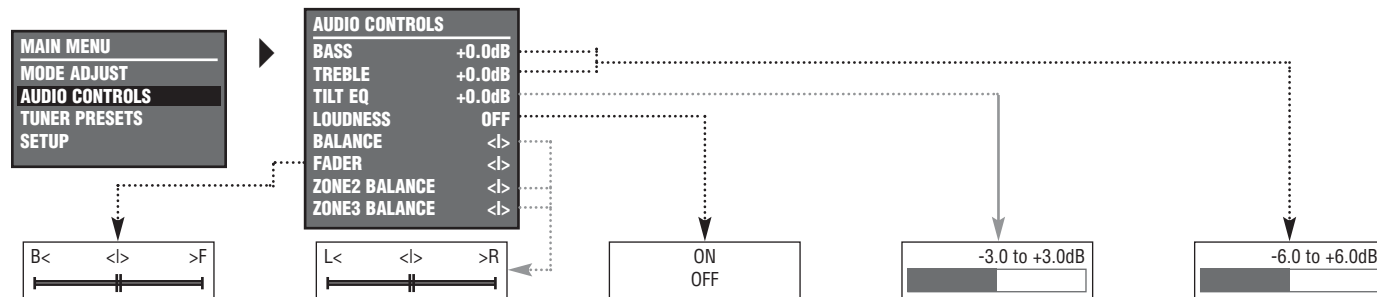 MAIN MENU
MODE ADJUST
AUDIO CONTROLS
TUNER PRESETS
SETUP
AUDIO CONTROLS
BASS +0.0dB
TREBLE +0.0dB
TILT EQ +0.0dB
LOUDNESS OFF
BALANCE <I>
FADER <I>
ZONE2 BALANCE <I>
ZONE3 BALANCE <I>
B< <I> >F
L< <I> >R
ON
OFF
-3.0 to +3.0dB
-6.0 to +6.0dB